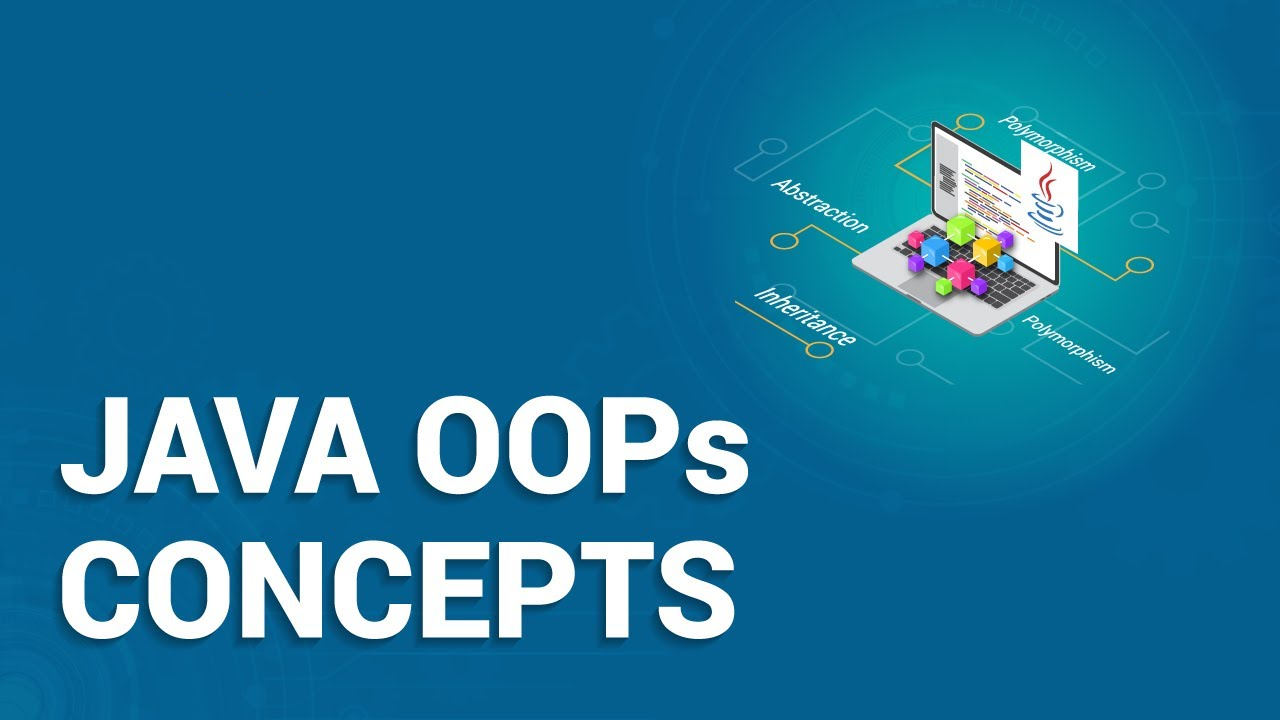 Polymorphism
Abstraction
Inheritance
Polymorphism
JAVA OOPs
CONCEPTS